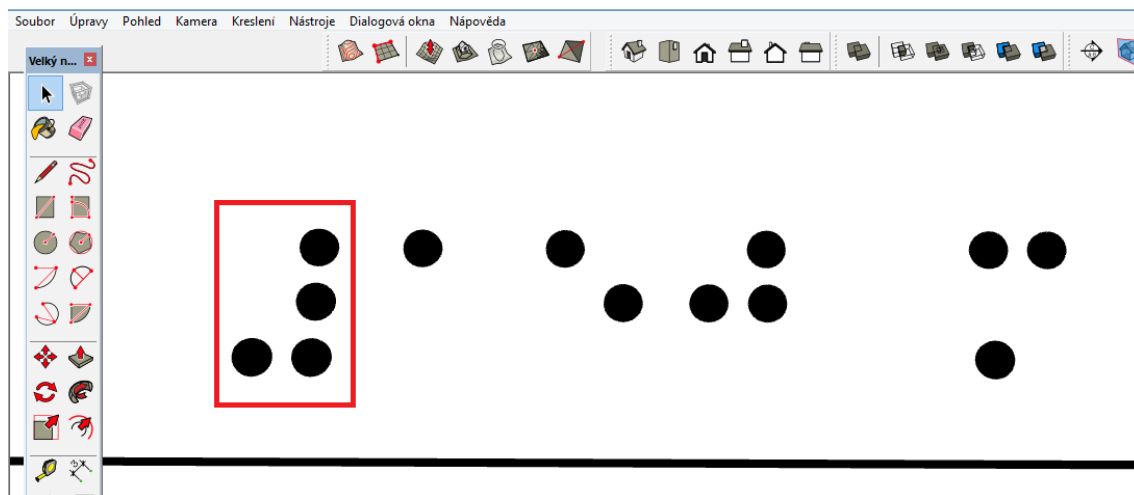 Soubor Úpravy Pohled Kamera Kreslení Nástroje Dialogová okna Nápověda
Velký n...
⠼⠁⠑⠚ ⠍